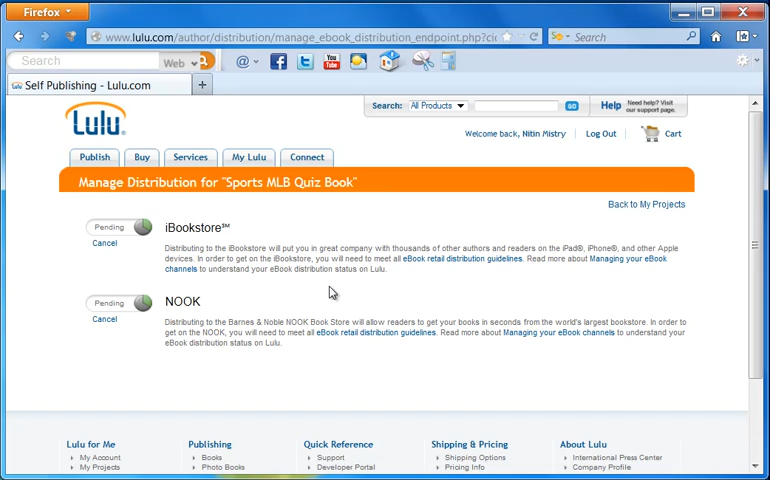 Firefox
www.lulu.com/author/distribution/manage_ebook_distribution_endpoint.php?ci
Search
Search
Web
@
You Tube
Self Publishing - Lulu.com
Search: All Products GO Help Need help? Visit our support page.
Lulu
Welcome back, Nitin Mistry Log Out Cart
Publish Buy Services My Lulu Connect
Manage Distribution for "Sports MLB Quiz Book"
Back to My Projects
Pending
Cancel
iBookstore℠
Distributing to the iBookstore will put you in great company with thousands of other authors and readers on the iPad®, iPhone®, and other Apple
devices. In order to get on the iBookstore, you will need to meet all eBook retail distribution guidelines. Read more about Managing your eBook
channels to understand your eBook distribution status on Lulu.
Pending
Cancel
NOOK
Distributing to the Barnes & Noble NOOK Book Store will allow readers to get your books in seconds from the world's largest bookstore. In order to
get on the NOOK, you will need to meet all eBook retail distribution guidelines. Read more about Managing your eBook channels to understand your
eBook distribution status on Lulu.
Lulu for Me Publishing Quick Reference Shipping & Pricing About Lulu
My Account Books Support Shipping Options International Press Center
My Projects Photo Books Developer Portal Pricing Info Company Profile